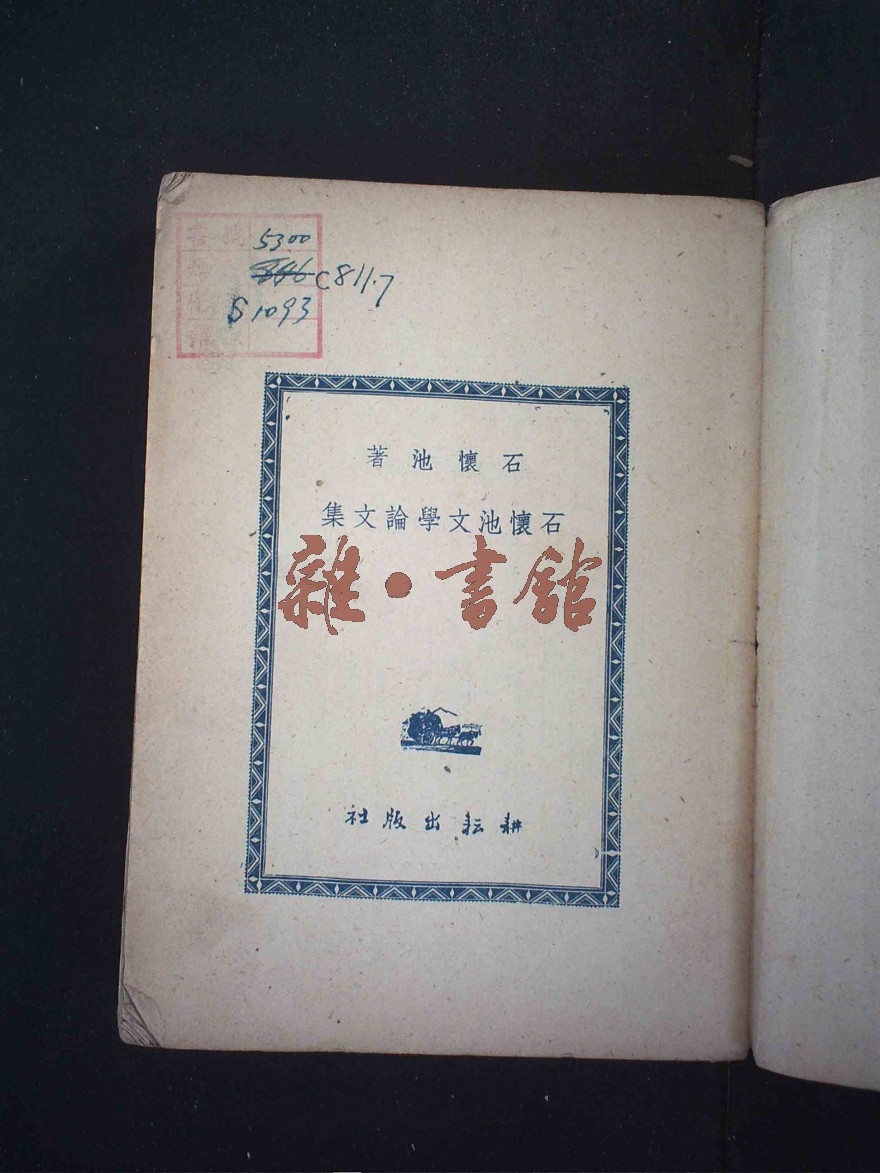 5300
C811.7
S1093
石懷池著
石懷池文學論文集
雜·書館
耕耘出版社